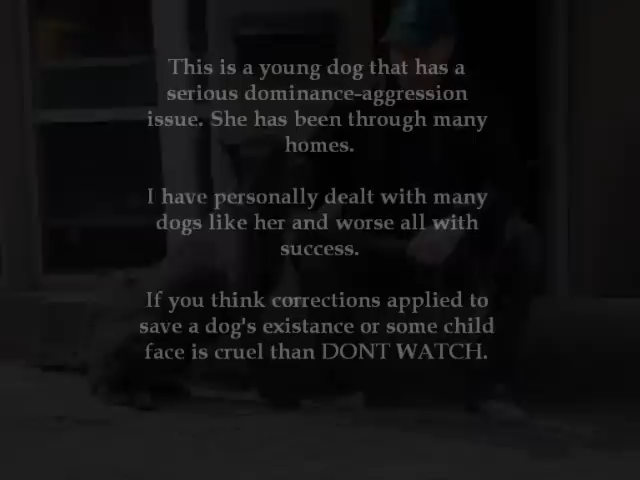 This is a young dog that has a
serious dominance-aggression
issue. She has been through many
homes.
I have personally dealt with many
dogs like her and worse all with
success.
If you think corrections applied to
save a dog's existance or some child
face is cruel than DONT WATCH.